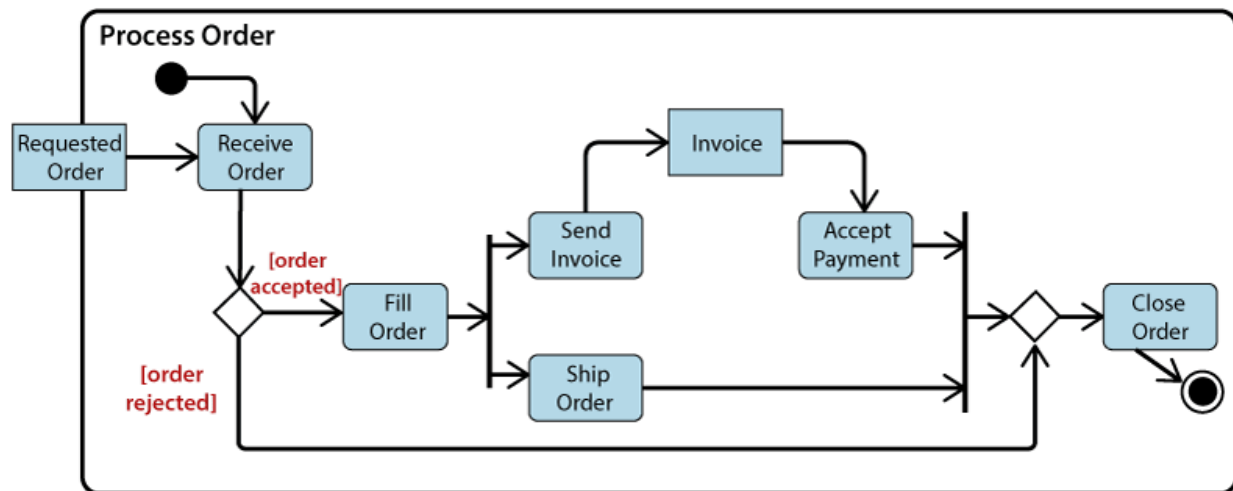 Process Order
Requested
Order
Receive
Order
Invoice
Send
Invoice
Accept
Payment
[order
accepted]
Fill
Order
Close
Order
[order
rejected]
Ship
Order